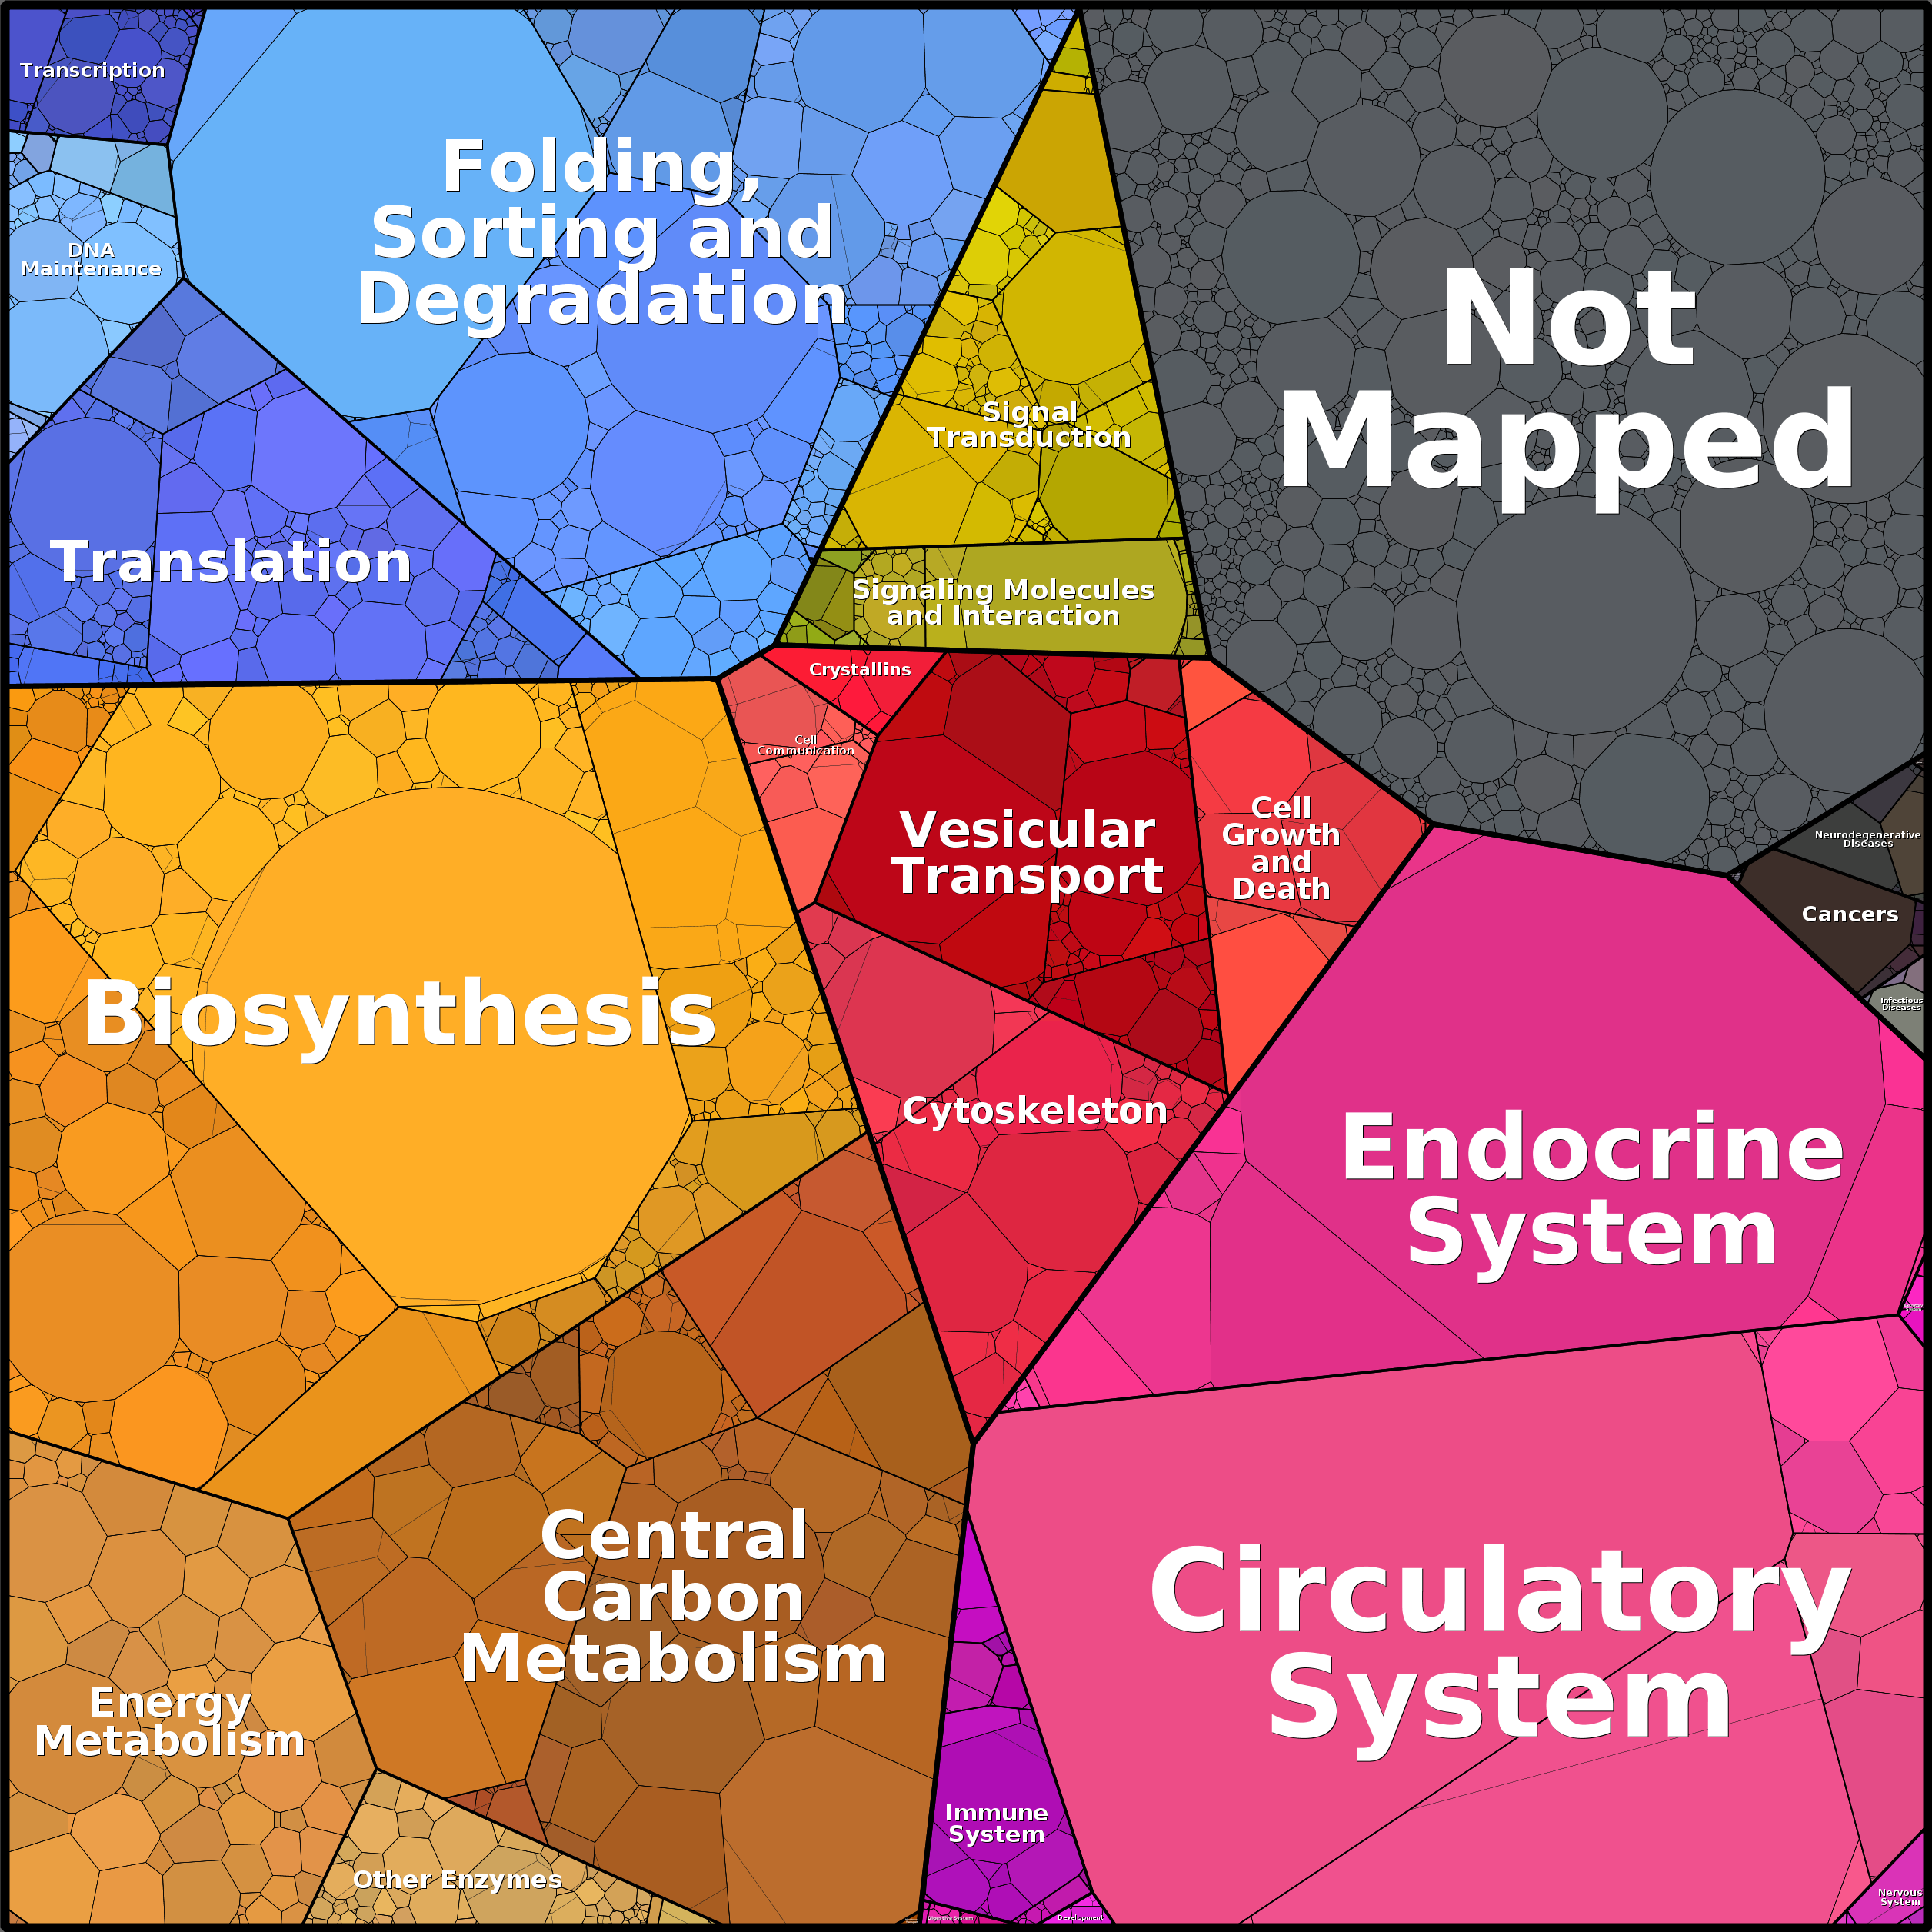 Transcription
Folding,
Sorting and
Degradation
DNA
Maintenance
Translation
Signal
Transduction
Signaling Molecules
and Interaction
Not
Mapped
Crystallins
Cell
Communication
Vesicular
Transport
Cell
Growth
and
Death
Neurodegenerative
Diseases
Cancers
Infectious
Diseases
Biosynthesis
Cytoskeleton
Endocrine
System
Excretory
System
Central
Carbon
Metabolism
Circulatory
System
Energy
Metabolism
Immune
System
Other Enzymes
Nervous
System
Digestive System
Development